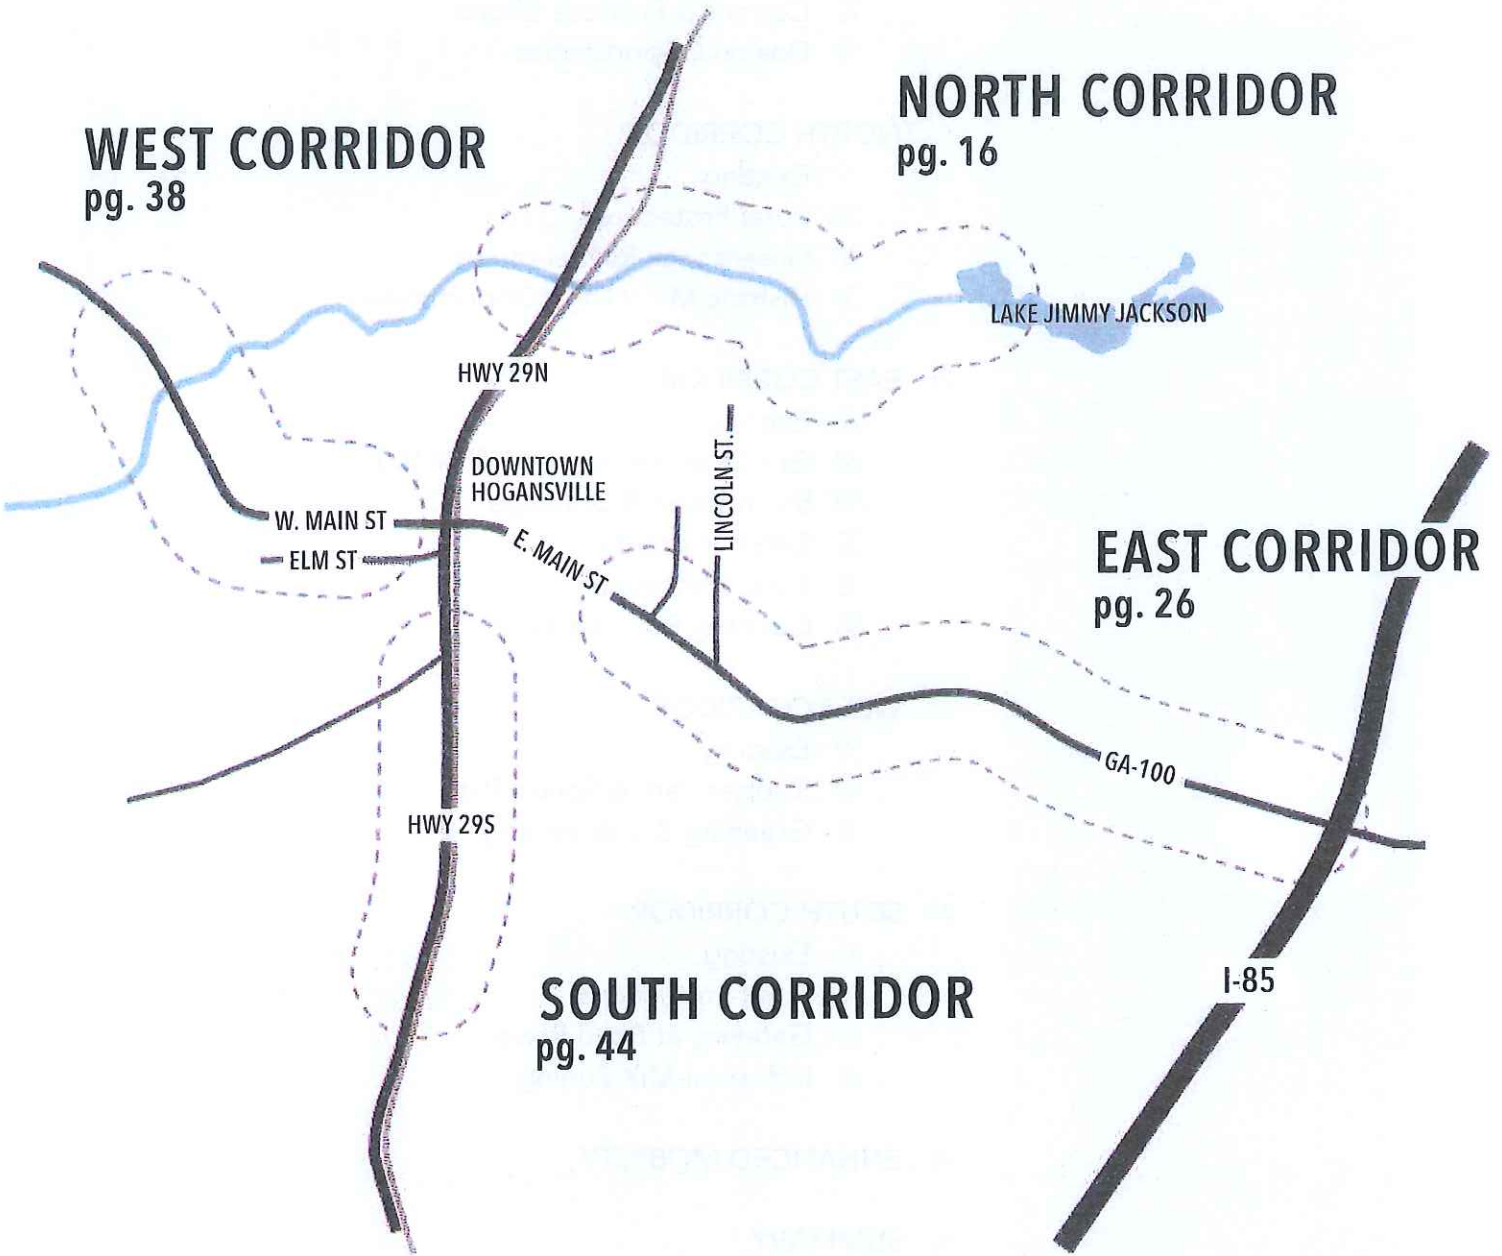 NORTH CORRIDOR
pg. 16
WEST CORRIDOR
pg. 38
LAKE JIMMY JACKSON
HWY 29N
DOWNTOWN
HOGANSVILLE
LINCOLN ST.
W. MAIN ST
E. MAIN ST
ELM ST
EAST CORRIDOR
pg. 26
GA-100
HWY 29S
I-85
SOUTH CORRIDOR
pg. 44